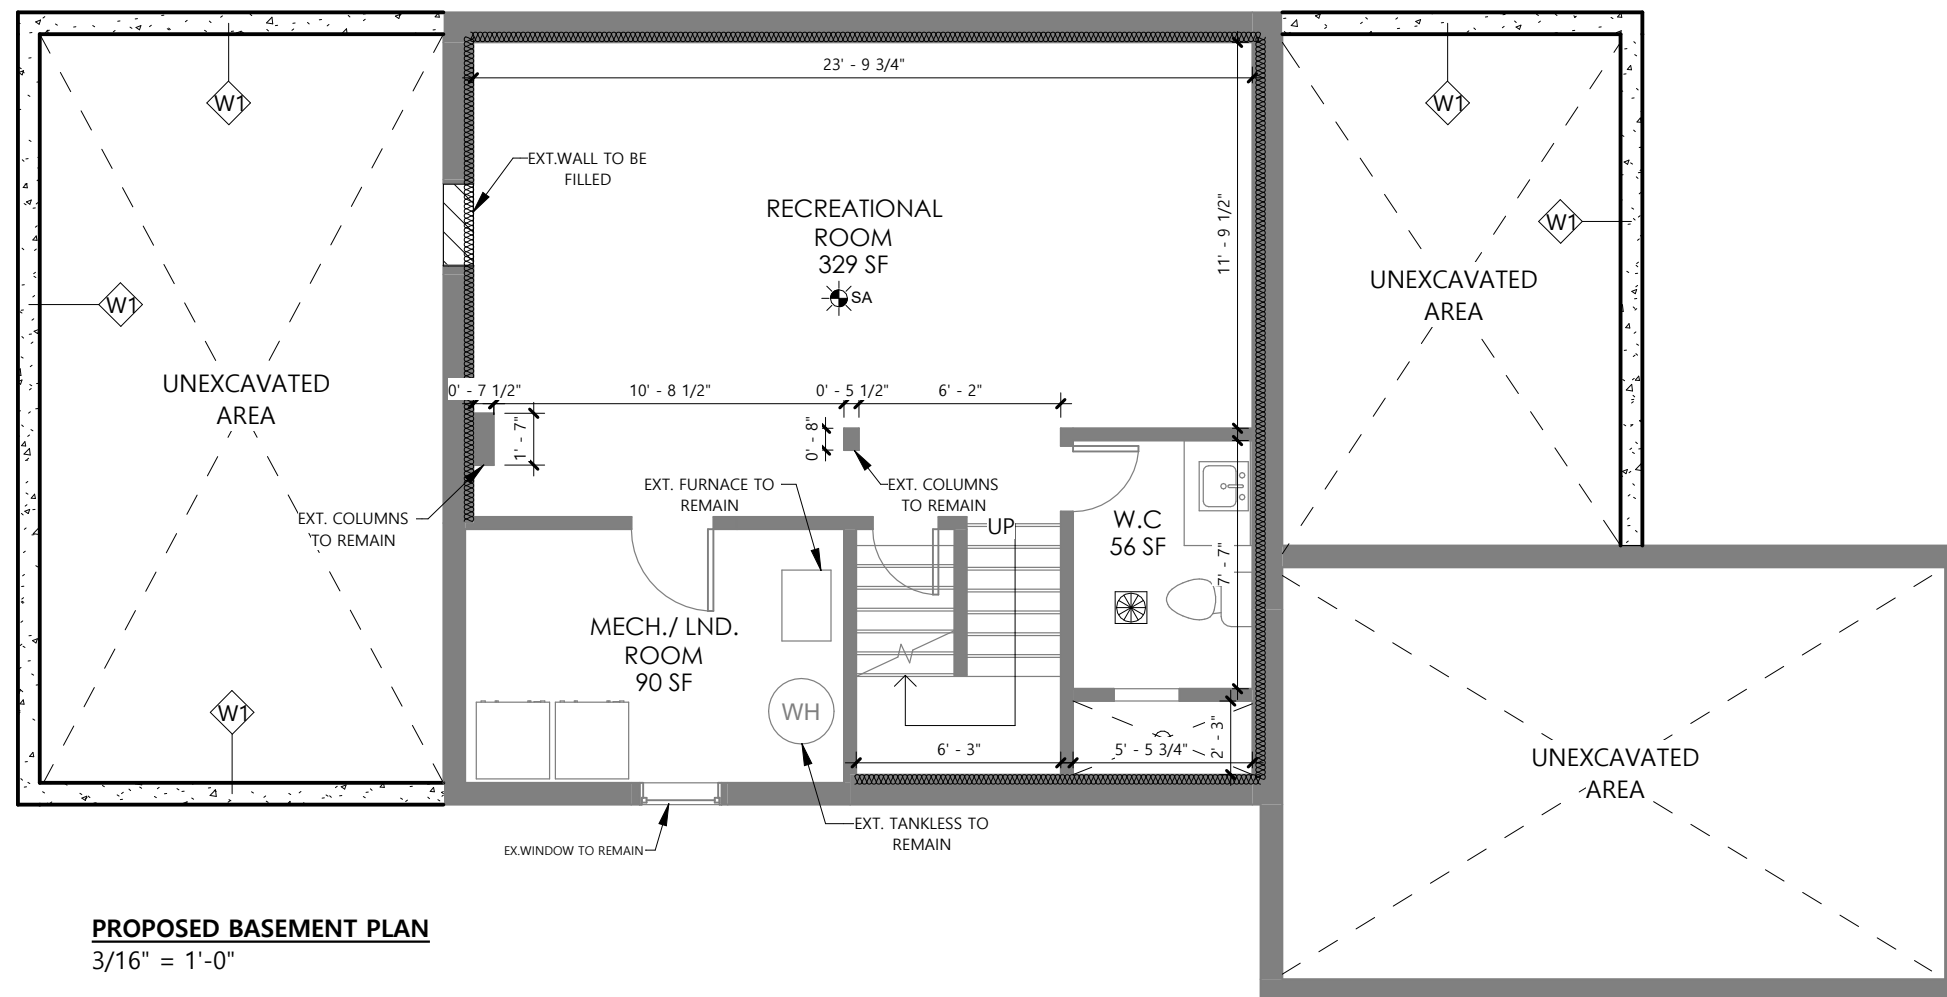 23' - 9 3/4"
W1
W1
EXT.WALL TO BE
FILLED
RECREATIONAL
ROOM
329 SF
SA
11' - 9 1/2"
W1
W1
UNEXCAVATED
AREA
UNEXCAVATED
AREA
0' - 7 1/2"
10' - 8 1/2"
0' - 5 1/2"
6' - 2"
1' - 7"
0' - 8"
EXT. COLUMNS
TO REMAIN
EXT. FURNACE TO
REMAIN
EXT. COLUMNS
TO REMAIN
UP
W.C
56 SF
7' - 7"
MECH./ LND.
ROOM
90 SF
WH
W1
6' - 3"
5' - 5 3/4"
2' - 3"
UNEXCAVATED
AREA
EXT. TANKLESS TO
REMAIN
EX.WINDOW TO REMAIN
PROPOSED BASEMENT PLAN
3/16" = 1'-0"